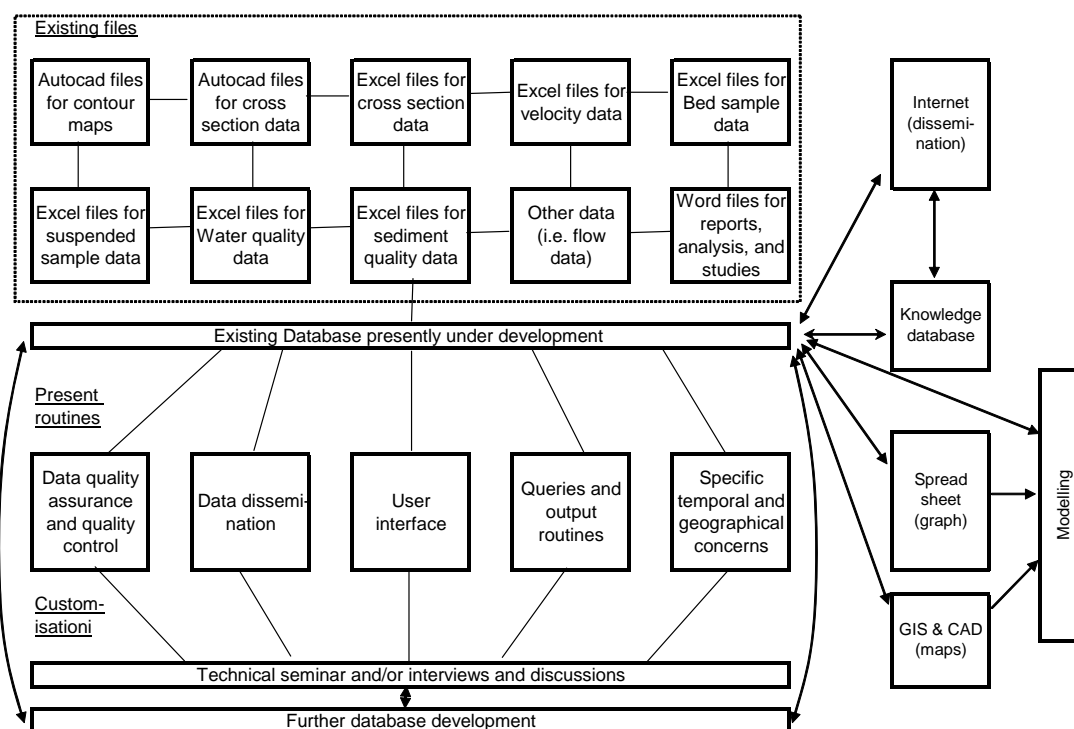 Existing files
Autocad files
for contour
maps
Autocad files
for cross
section data
Excel files for
cross section
data
Excel files for
velocity data
Excel files for
Bed sample
data
Excel files for
suspended
sample data
Excel files for
Water quality
data
Excel files for
sediment
quality data
Other data
(i.e. flow
data)
Word files for
reports,
analysis, and
studies
Internet
(dissemi-
nation)
Knowledge
database
Existing Database presently under development
Present
routines
Data quality
assurance
and quality
control
Data dissemi-
nation
User
interface
Queries and
output
routines
Specific
temporal and
geographical
concerns
Spread
sheet
(graph)
Modelling
Custom-
isationi
GIS & CAD
(maps)
Technical seminar and/or interviews and discussions
Further database development